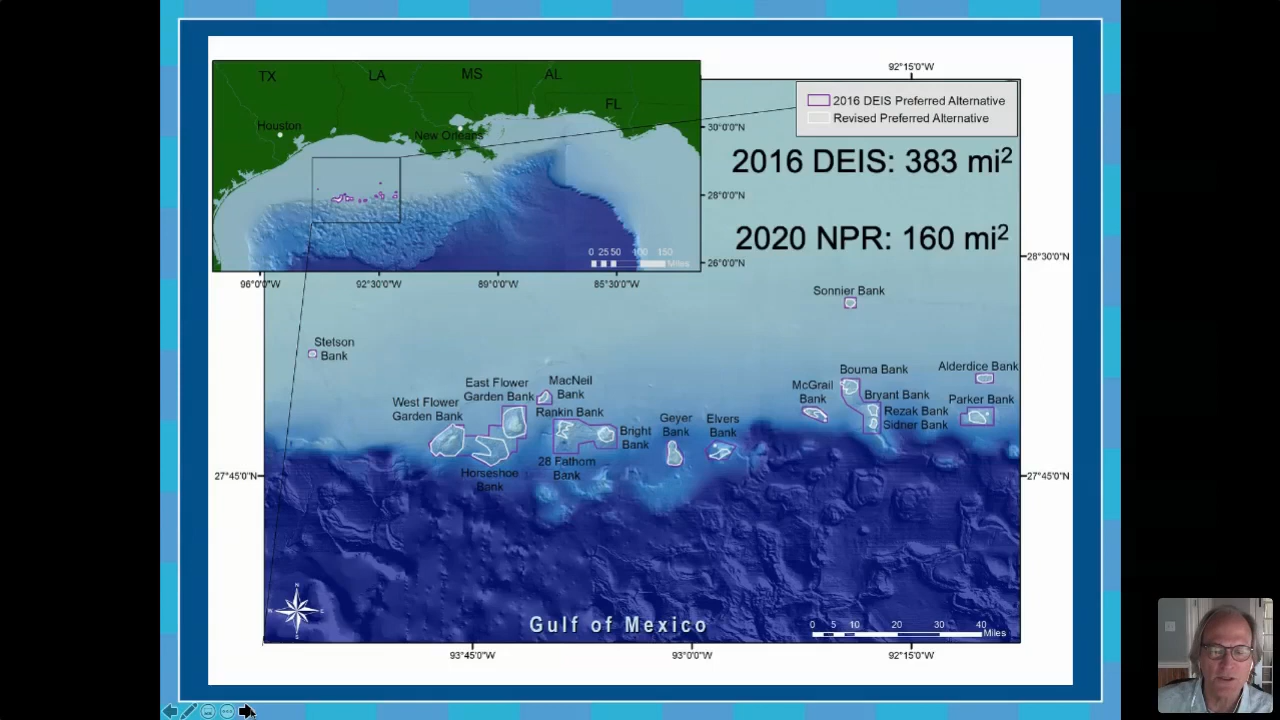 TX
LA
MS
AL
FL
Houston
New Orleans
0 25 50 100 150
Miles
96°0'0"W
92°30'0"W
89°0'0"W
85°30'0"W
30°0'0"N
28°0'0"N
26°0'0"N
92°15'0"W
2016 DEIS Preferred Alternative
Revised Preferred Alternative
2016 DEIS: 383 mi²
2020 NPR: 160 mi²
28°30'0"N
Sonnier Bank
Stetson
Bank
East Flower
Garden Bank
MacNeil
Bank
West Flower
Garden Bank
Rankin Bank
Horseshoe
Bank
28 Fathom
Bank
Bright
Bank
Geyer
Bank
Elvers
Bank
McGrail
Bank
Bouma Bank
Bryant Bank
Rezak Bank
Sidner Bank
Alderdice Bank
Parker Bank
27°45'0"N
27°45'0"N
N
W
E
S
Gulf of Mexico
0 5 10 20 30 40
Miles
93°45'0"W
93°0'0"W
92°15'0"W